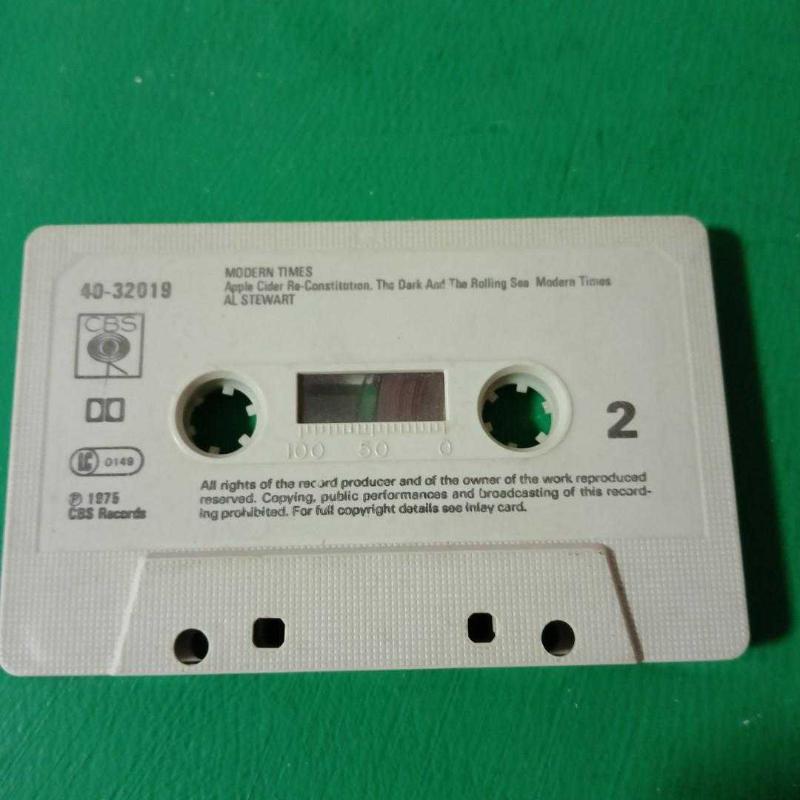 MODERN TIMES
40-32019
Apple Cider Re-Constitution. The Dark And The Rolling Sea Modern Times
AL STEWART
CBS
2
100 50 0
LC 0149
All rights of the record producer and of the owner of the work reproduced
reserved. Copying, public performances and broadcasting of this record-
ing prohibited. For full copyright details see inlay card.
℗ 1975
CBS Records